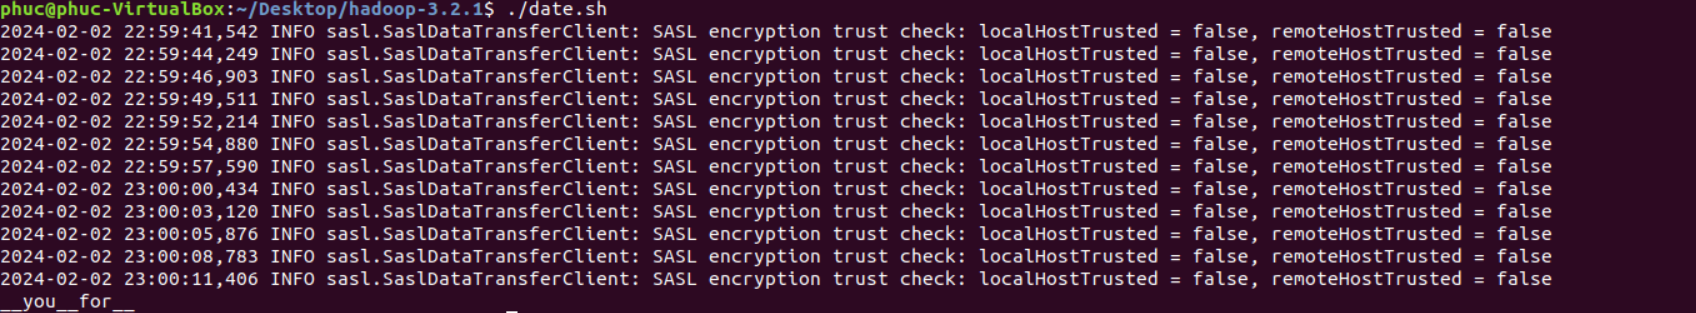 phuc@phuc-VirtualBox:~/Desktop/hadoop-3.2.1$ ./date.sh
2024-02-02 22:59:41,542 INFO sasl.SaslDataTransferClient: SASL encryption trust check: localHostTrusted = false, remoteHostTrusted = false
2024-02-02 22:59:44,249 INFO sasl.SaslDataTransferClient: SASL encryption trust check: localHostTrusted = false, remoteHostTrusted = false
2024-02-02 22:59:46,903 INFO sasl.SaslDataTransferClient: SASL encryption trust check: localHostTrusted = false, remoteHostTrusted = false
2024-02-02 22:59:49,511 INFO sasl.SaslDataTransferClient: SASL encryption trust check: localHostTrusted = false, remoteHostTrusted = false
2024-02-02 22:59:52,214 INFO sasl.SaslDataTransferClient: SASL encryption trust check: localHostTrusted = false, remoteHostTrusted = false
2024-02-02 22:59:54,880 INFO sasl.SaslDataTransferClient: SASL encryption trust check: localHostTrusted = false, remoteHostTrusted = false
2024-02-02 22:59:57,590 INFO sasl.SaslDataTransferClient: SASL encryption trust check: localHostTrusted = false, remoteHostTrusted = false
2024-02-02 23:00:00,434 INFO sasl.SaslDataTransferClient: SASL encryption trust check: localHostTrusted = false, remoteHostTrusted = false
2024-02-02 23:00:03,120 INFO sasl.SaslDataTransferClient: SASL encryption trust check: localHostTrusted = false, remoteHostTrusted = false
2024-02-02 23:00:05,876 INFO sasl.SaslDataTransferClient: SASL encryption trust check: localHostTrusted = false, remoteHostTrusted = false
2024-02-02 23:00:08,783 INFO sasl.SaslDataTransferClient: SASL encryption trust check: localHostTrusted = false, remoteHostTrusted = false
2024-02-02 23:00:11,406 INFO sasl.SaslDataTransferClient: SASL encryption trust check: localHostTrusted = false, remoteHostTrusted = false
__you__for__